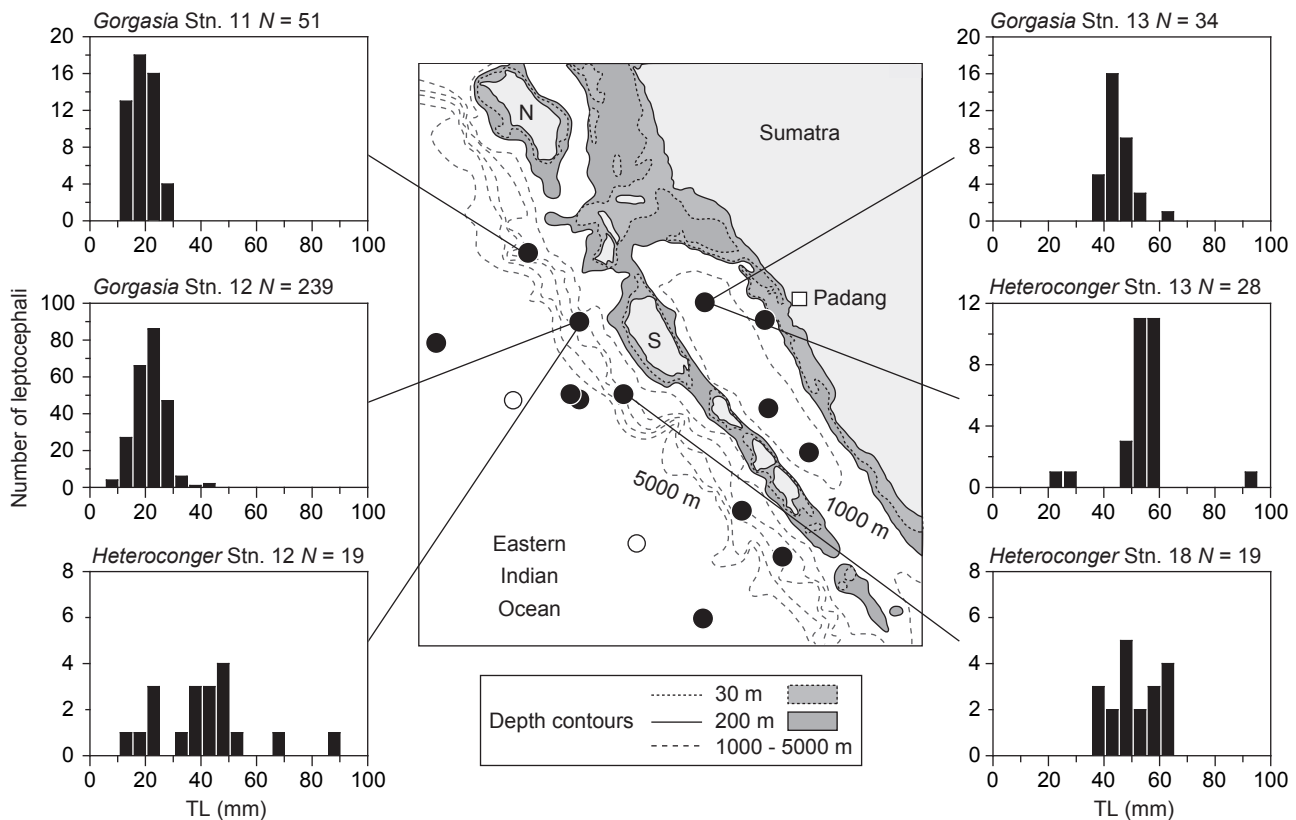 Gorgasia Stn. 11 N = 51
20
16
12
8
4
0
0 20 40 60 80 100
Gorgasia Stn. 12 N = 239
Number of leptocephali
100
80
60
40
20
0
0 20 40 60 80 100
Heteroconger Stn. 12 N = 19
8
6
4
2
0
0 20 40 60 80 100
TL (mm)
N
Sumatra
Padang
S
5000 m
1000 m
Eastern
Indian
Ocean
Depth contours
30 m
200 m
1000 - 5000 m
Gorgasia Stn. 13 N = 34
20
16
12
8
4
0
0 20 40 60 80 100
Heteroconger Stn. 13 N = 28
12
8
4
0
0 20 40 60 80 100
Heteroconger Stn. 18 N = 19
8
6
4
2
0
0 20 40 60 80 100
TL (mm)